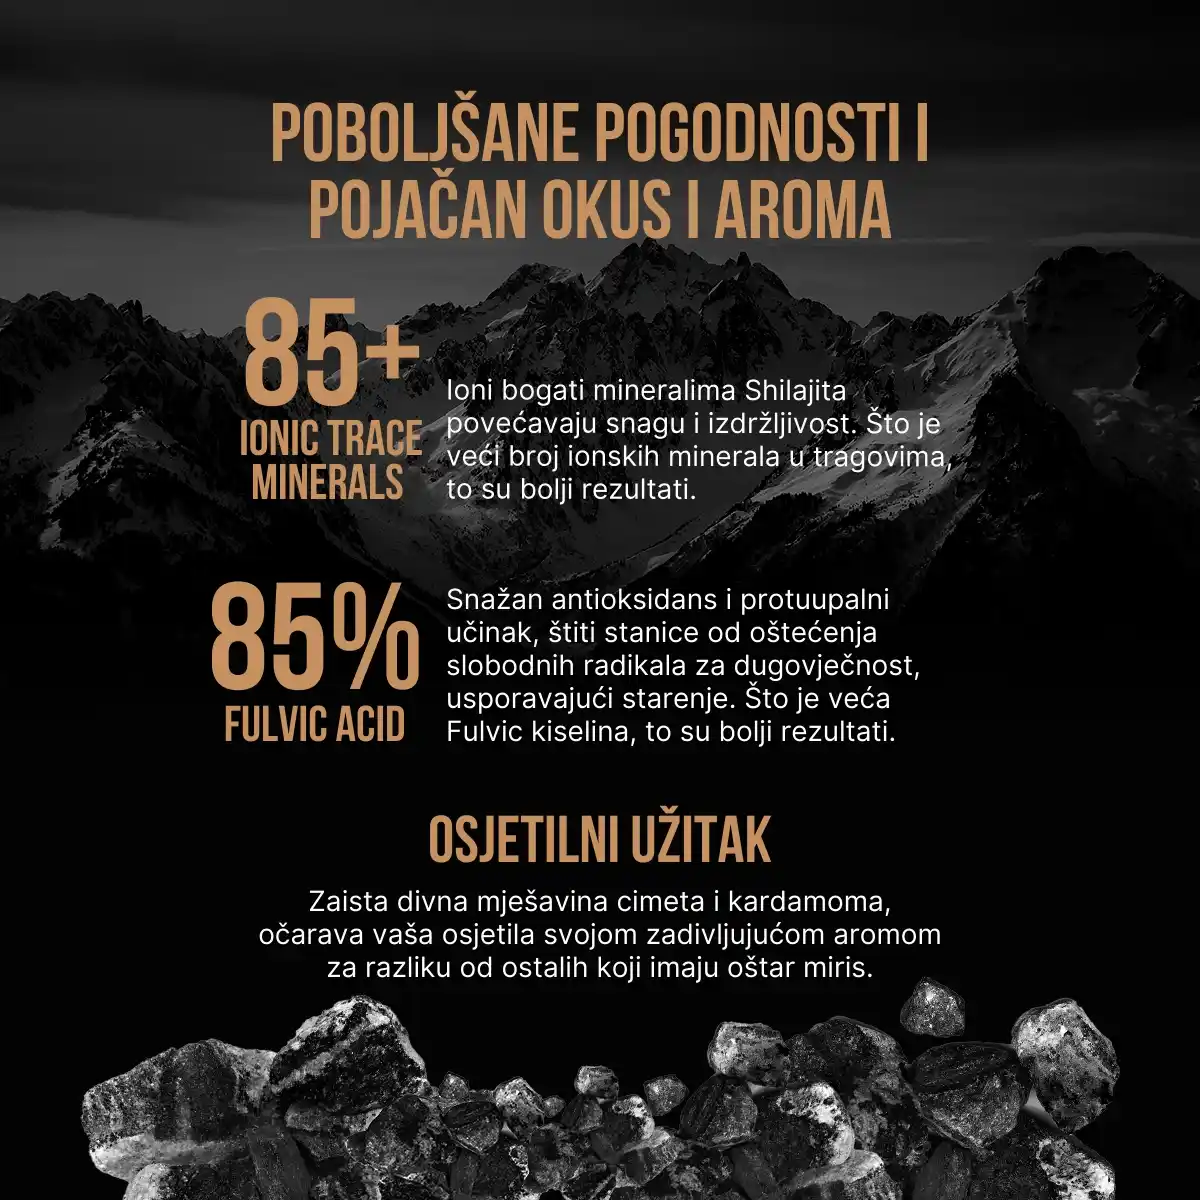 POBOLJŠANE POGODNOSTI I
POJAČAN OKUS I AROMA
85+
IONIC TRACE
MINERALS
Ioni bogati mineralima Shilajita
povećavaju snagu i izdržljivost. Što je
veći broj ionskih minerala u tragovima,
to su bolji rezultati.
85%
FULVIC ACID
Snažan antioksidans i protuupalni
učinak, štiti stanice od oštećenja
slobodnih radikala za dugovječnost,
usporavajući starenje. Što je veća
Fulvic kiselina, to su bolji rezultati.
OSJETILNI UŽITAK
Zaista divna mješavina cimeta i kardamoma,
očarava vaša osjetila svojom zadivljujućom aromom
za razliku od ostalih koji imaju oštar miris.